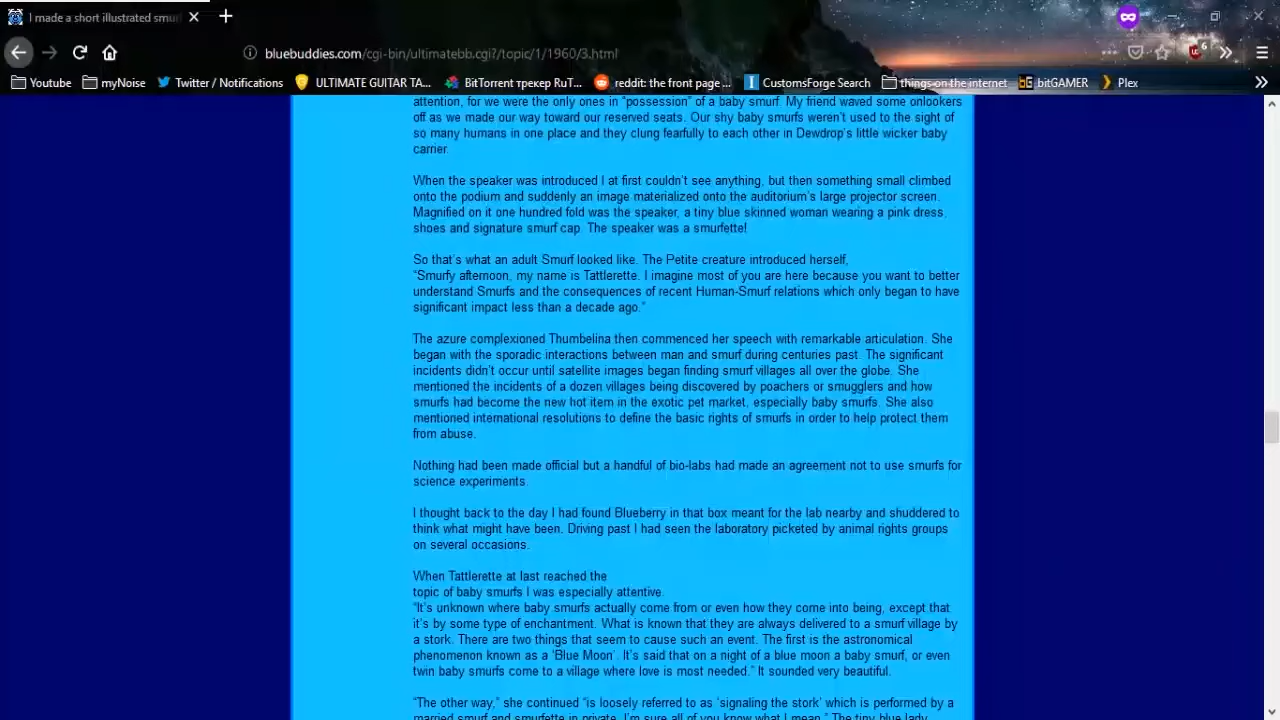 I made a short illustrated smur
bluebuddies.com/cgi-bin/ultimatebb.cgi?/topic/1/1960/3.html
Youtube myNoise Twitter / Notifications ULTIMATE GUITAR TA... BitTorrent трекер RuT... reddit: the front page ... CustomsForge Search things on the internet bitGAMER Plex
attention, for we were the only ones in "possession" of a baby smurf. My friend waved some onlookers
off as we made our way toward our reserved seats. Our shy baby smurfs weren't used to the sight of
so many humans in one place and they clung fearfully to each other in Dewdrop's little wicker baby
carrier.
When the speaker was introduced I at first couldn't see anything, but then something small climbed
onto the podium and suddenly an image materialized onto the auditorium's large projector screen.
Magnified on it one hundred fold was the speaker, a tiny blue skinned woman wearing a pink dress,
shoes and signature smurf cap. The speaker was a smurfette!
So that's what an adult Smurf looked like. The Petite creature introduced herself,
"Smurfy afternoon, my name is Tattlerette. I imagine most of you are here because you want to better
understand Smurfs and the consequences of recent Human-Smurf relations which only began to have
significant impact less than a decade ago."
The azure complexioned Thumbelina then commenced her speech with remarkable articulation. She
began with the sporadic interactions between man and smurf during centuries past. The significant
incidents didn't occur until satellite images began finding smurf villages all over the globe. She
mentioned the incidents of a dozen villages being discovered by poachers or smugglers and how
smurfs had become the new hot item in the exotic pet market, especially baby smurfs. She also
mentioned international resolutions to define the basic rights of smurfs in order to help protect them
from abuse.
Nothing had been made official but a handful of bio-labs had made an agreement not to use smurfs for
science experiments.
I thought back to the day I had found Blueberry in that box meant for the lab nearby and shuddered to
think what might have been. Driving past I had seen the laboratory picketed by animal rights groups
on several occasions.
When Tattlerette at last reached the
topic of baby smurfs I was especially attentive.
"It's unknown where baby smurfs actually come from or even how they come into being, except that
it's by some type of enchantment. What is known that they are always delivered to a smurf village by
a stork. There are two things that seem to cause such an event. The first is the astronomical
phenomenon known as a 'Blue Moon'. It's said that on a night of a blue moon a baby smurf, or even
twin baby smurfs come to a village where love is most needed." It sounded very beautiful.
"The other way," she continued "is loosely referred to as 'signaling the stork' which is performed by a
married smurf and smurfette in private. I'm sure all of you know what I mean." The tiny blue lady